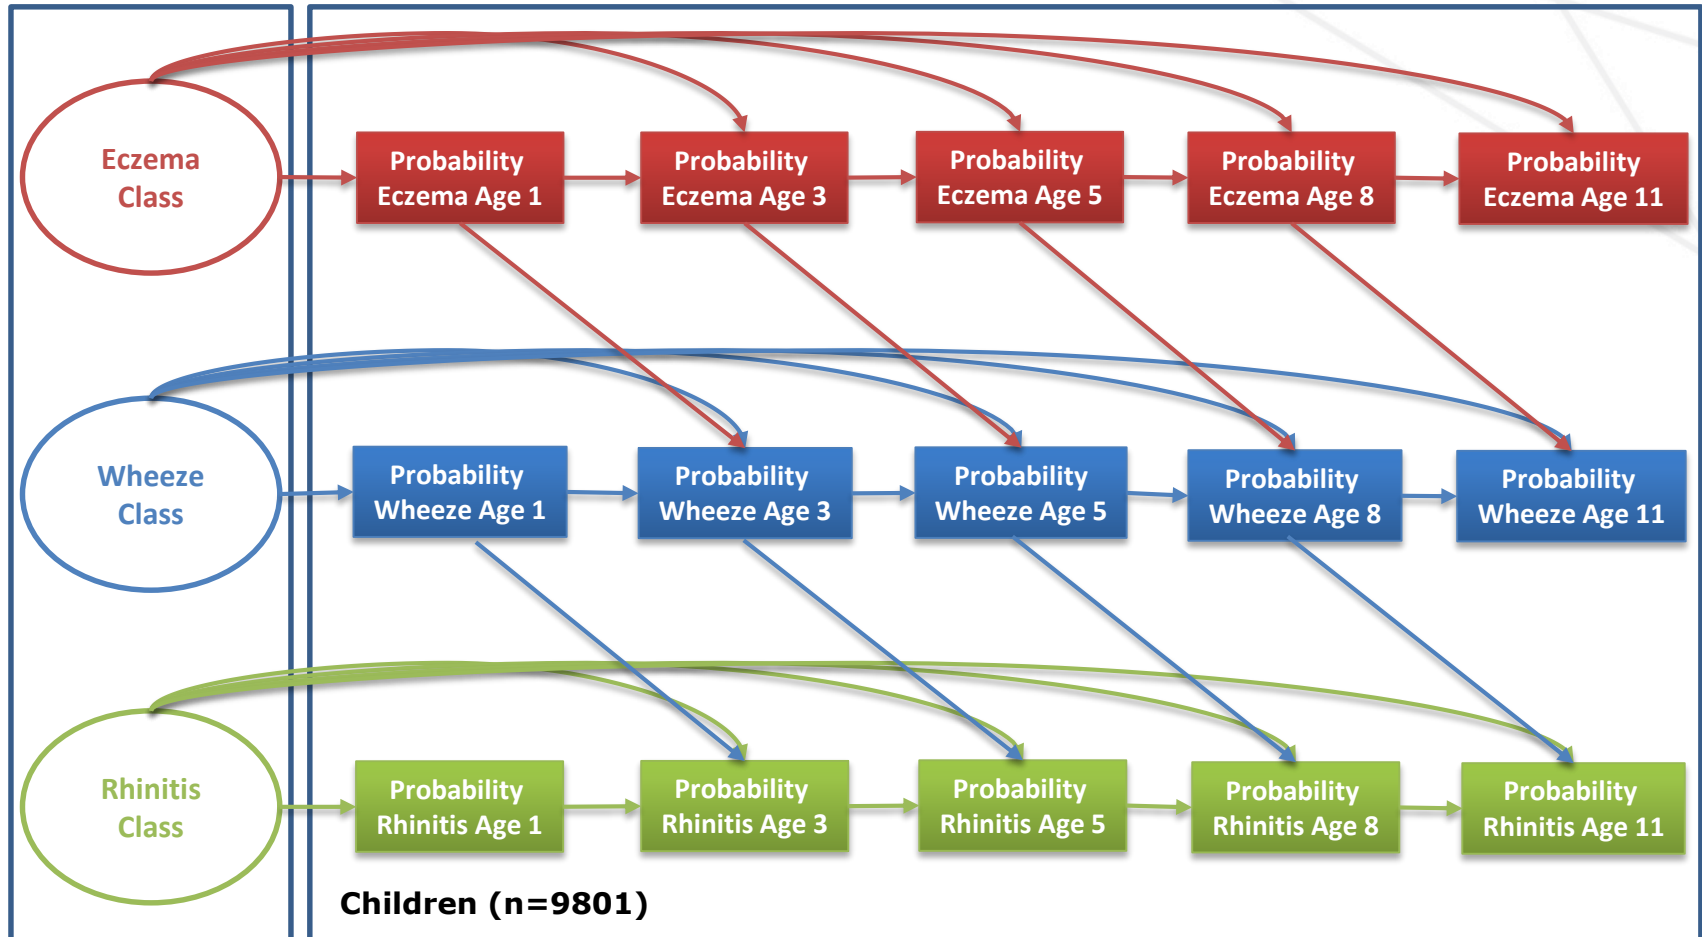 Eczema
Class
Probability
Eczema Age 1
Probability
Eczema Age 3
Probability
Eczema Age 5
Probability
Eczema Age 8
Probability
Eczema Age 11
Wheeze
Class
Probability
Wheeze Age 1
Probability
Wheeze Age 3
Probability
Wheeze Age 5
Probability
Wheeze Age 8
Probability
Wheeze Age 11
Rhinitis
Class
Probability
Rhinitis Age 1
Probability
Rhinitis Age 3
Probability
Rhinitis Age 5
Probability
Rhinitis Age 8
Probability
Rhinitis Age 11
Children (n=9801)